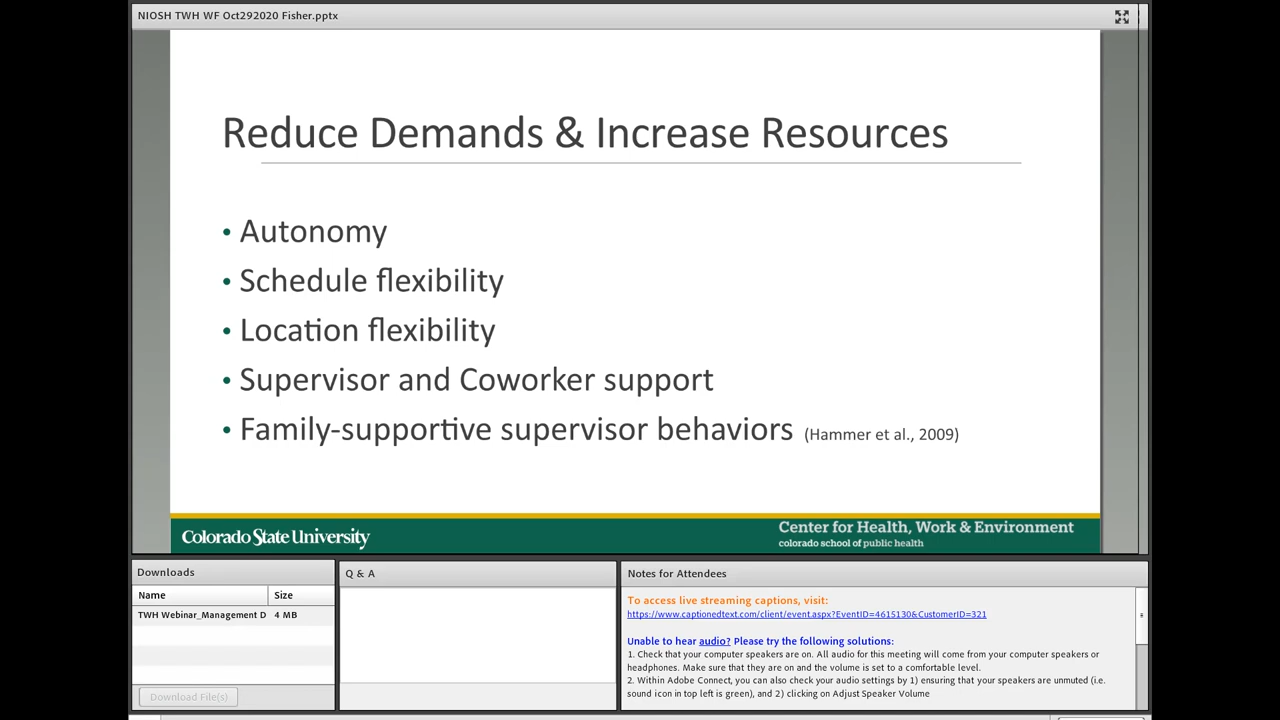 NIOSH TWH WF Oct292020 Fisher.pptx
Reduce Demands & Increase Resources
• Autonomy
• Schedule flexibility
• Location flexibility
• Supervisor and Coworker support
• Family-supportive supervisor behaviors (Hammer et al., 2009)
Colorado State University
Center for Health, Work & Environment
colorado school of public health
Downloads
Name Size
TWH Webinar_Management D 4 MB
Download File(s)
Q & A
Notes for Attendees
To access live streaming captions, visit:
https://www.captionedtext.com/client/event.aspx?EventID=4615130&CustomerID=321
Unable to hear audio? Please try the following solutions:
1. Check that your computer speakers are on. All audio for this meeting will come from your computer speakers or
headphones. Make sure that they are on and the volume is set to a comfortable level.
2. Within Adobe Connect, you can also check your audio settings by 1) ensuring that your speakers are unmuted (i.e.
sound icon in top left is green), and 2) clicking on Adjust Speaker Volume